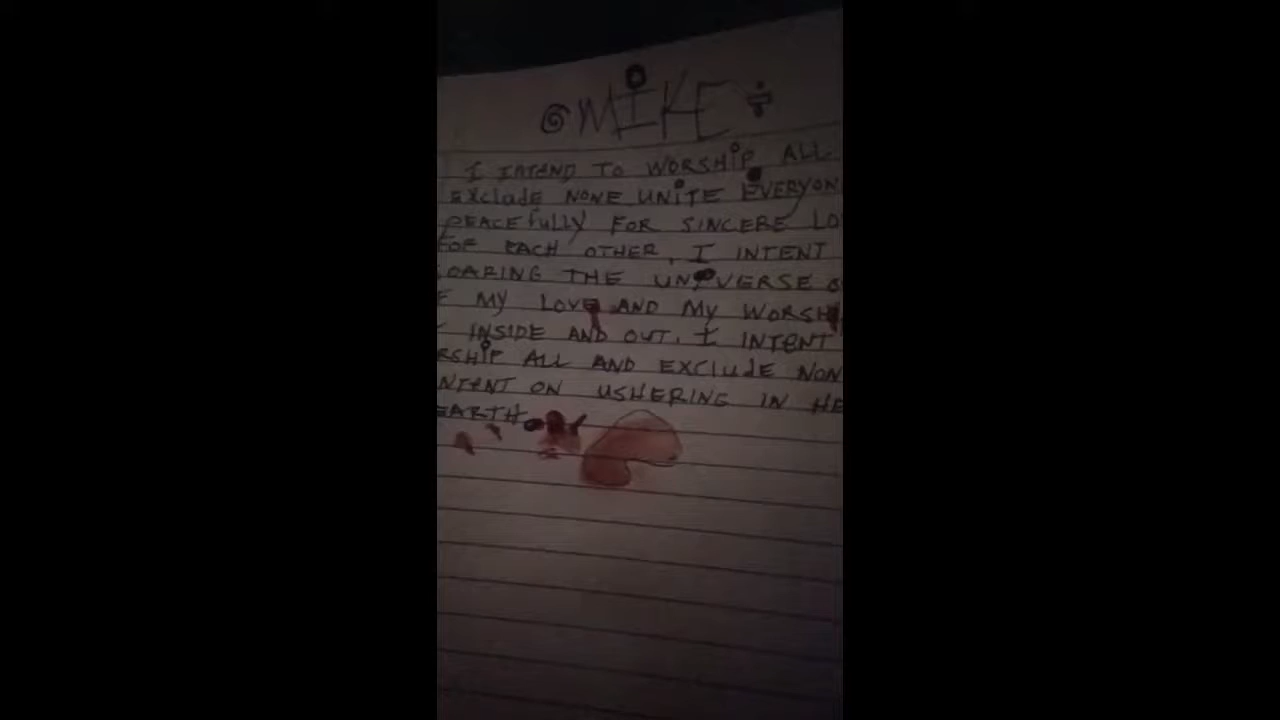 MIKE
I INTEND TO WORSHIP ALL
EXCLUDE NONE UNITE EVERYON
PEACEFULLY FOR SINCERE LO
FOR EACH OTHER, I INTENT
OARING THE UNIVERSE O
F MY LOVE AND MY WORSHI
INSIDE AND OUT. I INTENT
RSHIP ALL AND EXCLUDE NON
NTENT ON USHERING IN HE
EARTH.